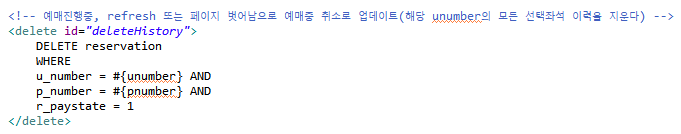 <!-- 예매진행중, refresh 또는 페이지 벗어남으로 예매중 취소로 업데이트(해당 unumber의 모든 선택좌석 이력을 지운다) -->
<delete id="deleteHistory">
DELETE reservation
WHERE
u_number = #{unumber} AND
p_number = #{pnumber} AND
r_paystate = 1
</delete>